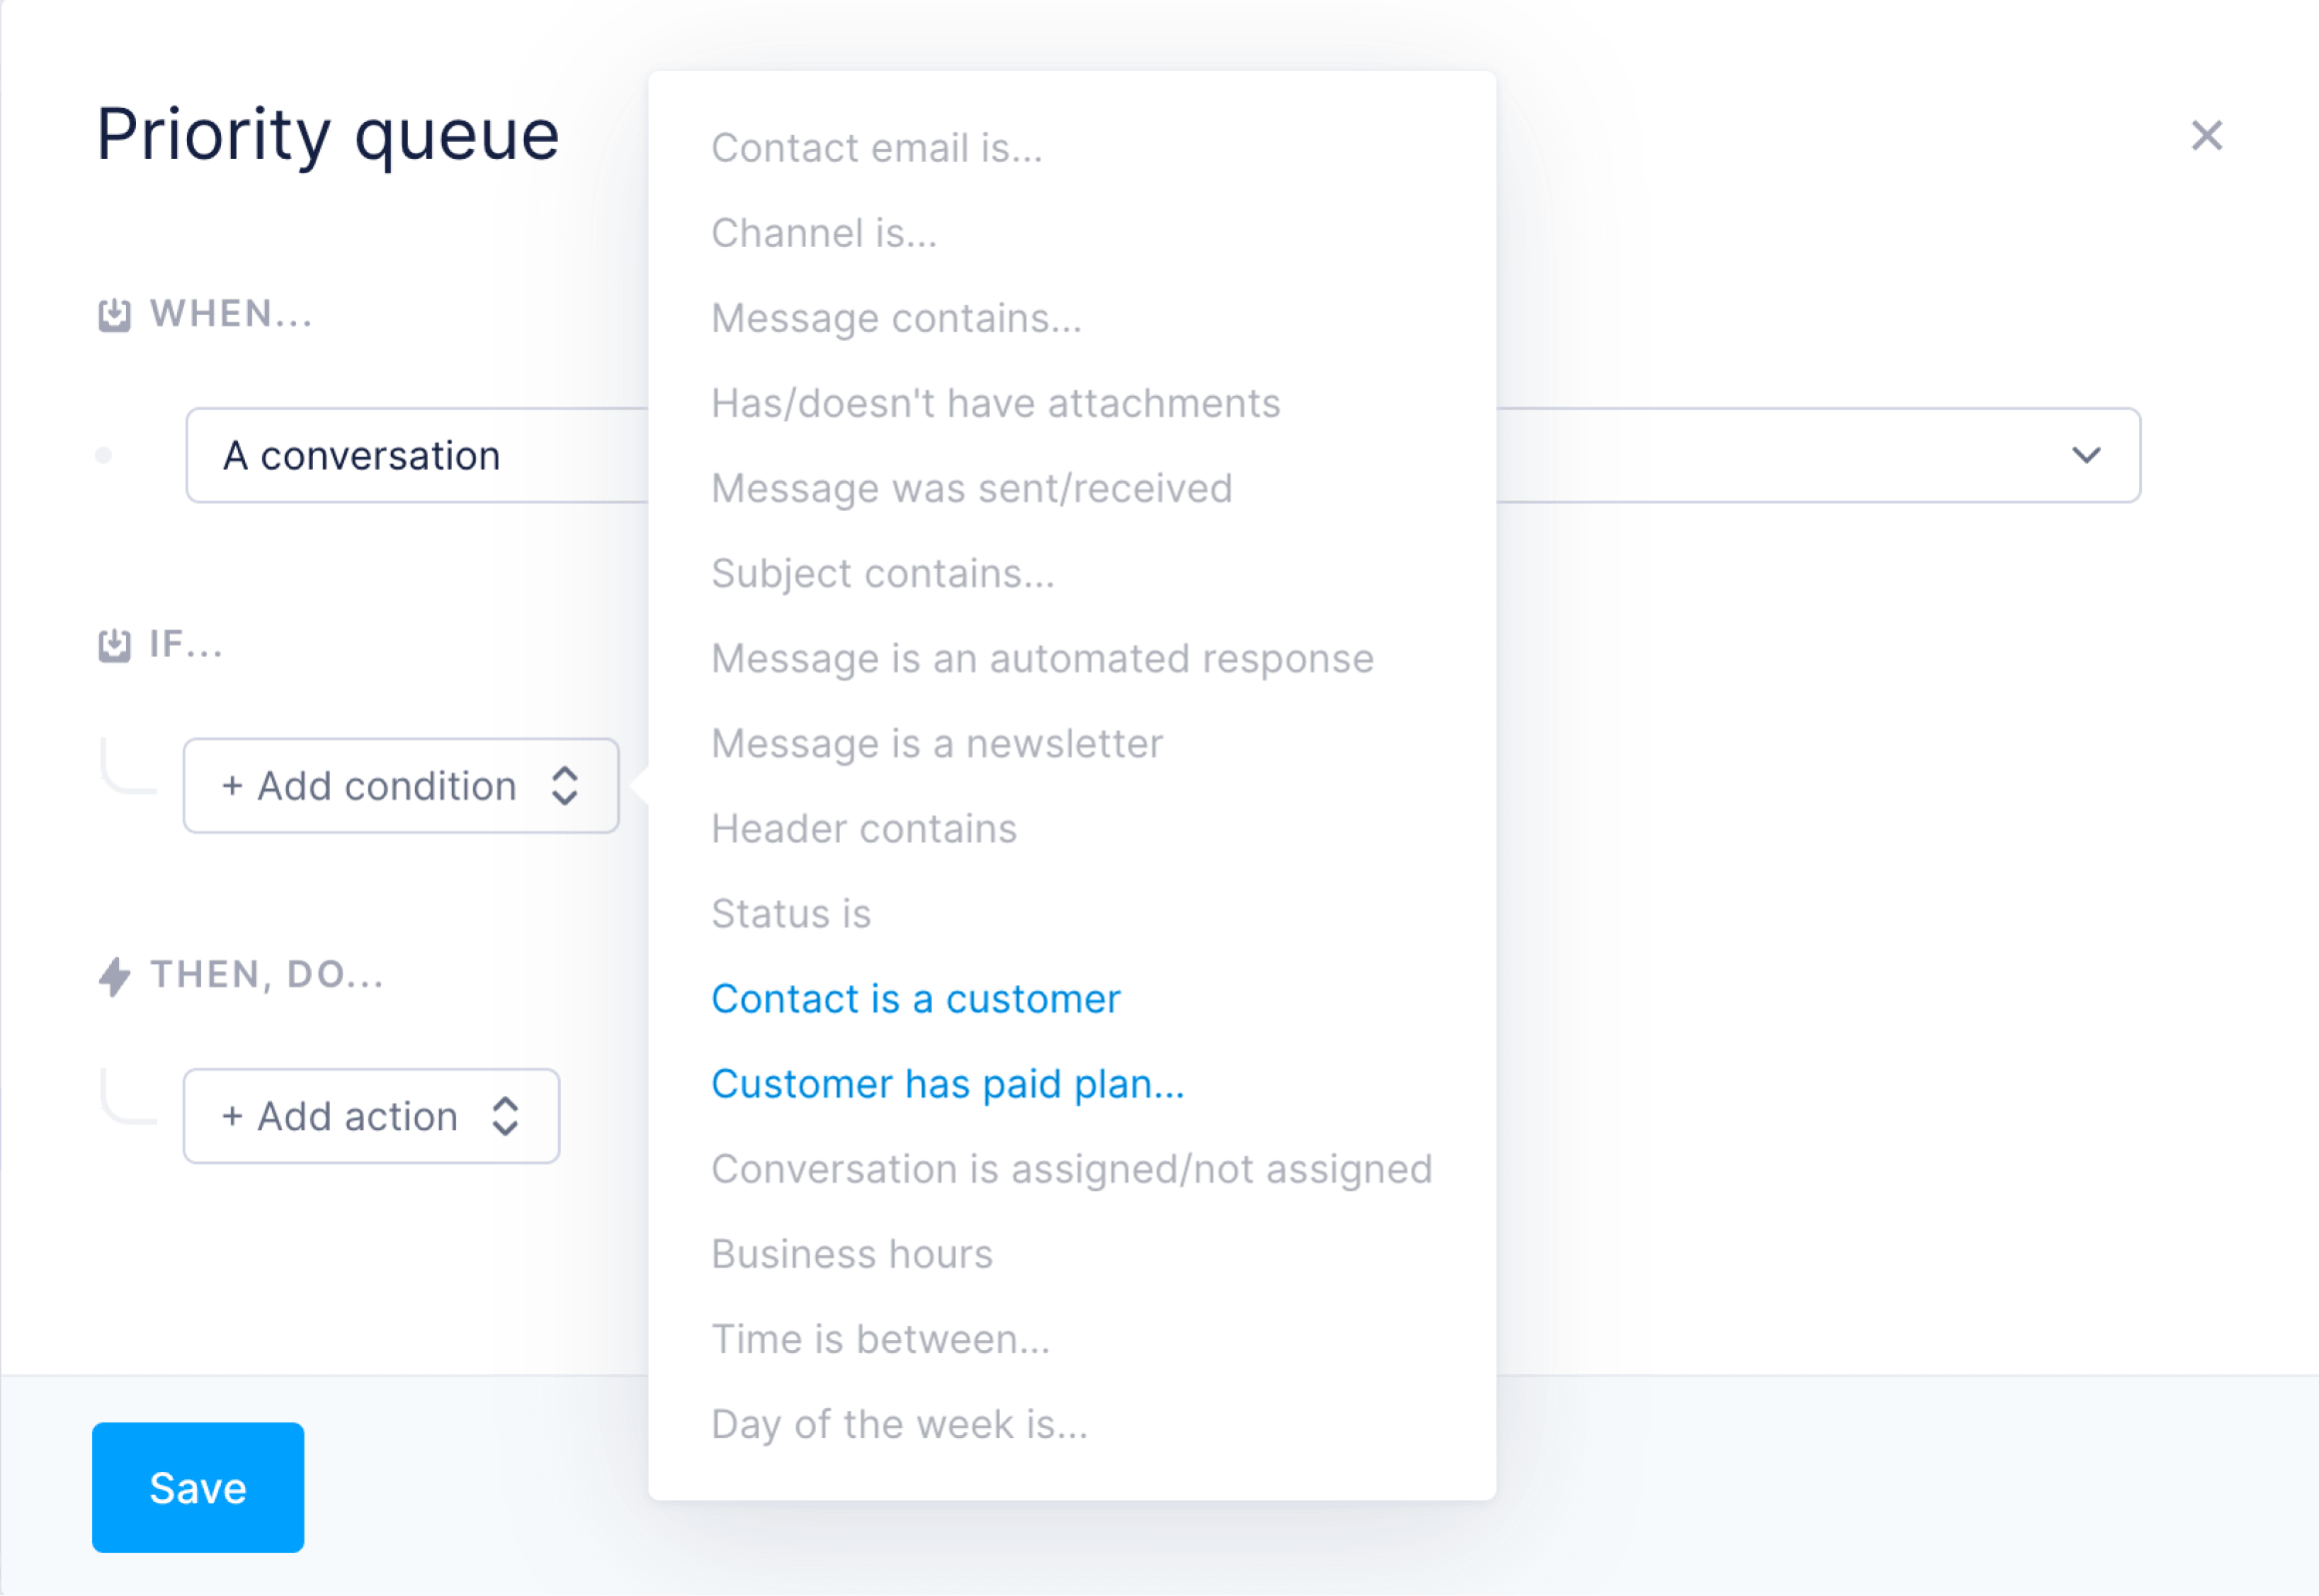 Priority queue
WHEN...
A conversation
IF...
+ Add condition
THEN, DO...
+ Add action
Save
Contact email is...
Channel is...
Message contains...
Has/doesn't have attachments
Message was sent/received
Subject contains...
Message is an automated response
Message is a newsletter
Header contains
Status is
Contact is a customer
Customer has paid plan...
Conversation is assigned/not assigned
Business hours
Time is between...
Day of the week is...